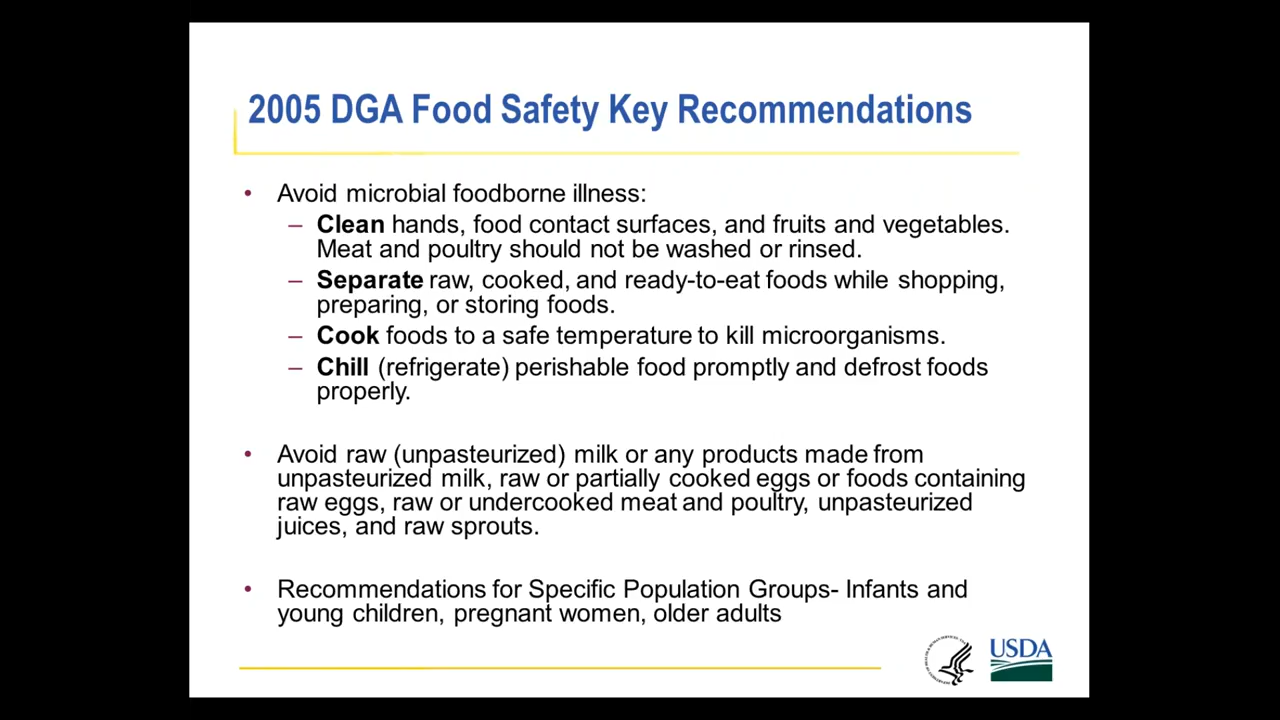 2005 DGA Food Safety Key Recommendations
• Avoid microbial foodborne illness:
– Clean hands, food contact surfaces, and fruits and vegetables.
Meat and poultry should not be washed or rinsed.
– Separate raw, cooked, and ready-to-eat foods while shopping,
preparing, or storing foods.
– Cook foods to a safe temperature to kill microorganisms.
– Chill (refrigerate) perishable food promptly and defrost foods
properly.
• Avoid raw (unpasteurized) milk or any products made from
unpasteurized milk, raw or partially cooked eggs or foods containing
raw eggs, raw or undercooked meat and poultry, unpasteurized
juices, and raw sprouts.
• Recommendations for Specific Population Groups- Infants and
young children, pregnant women, older adults
USDA